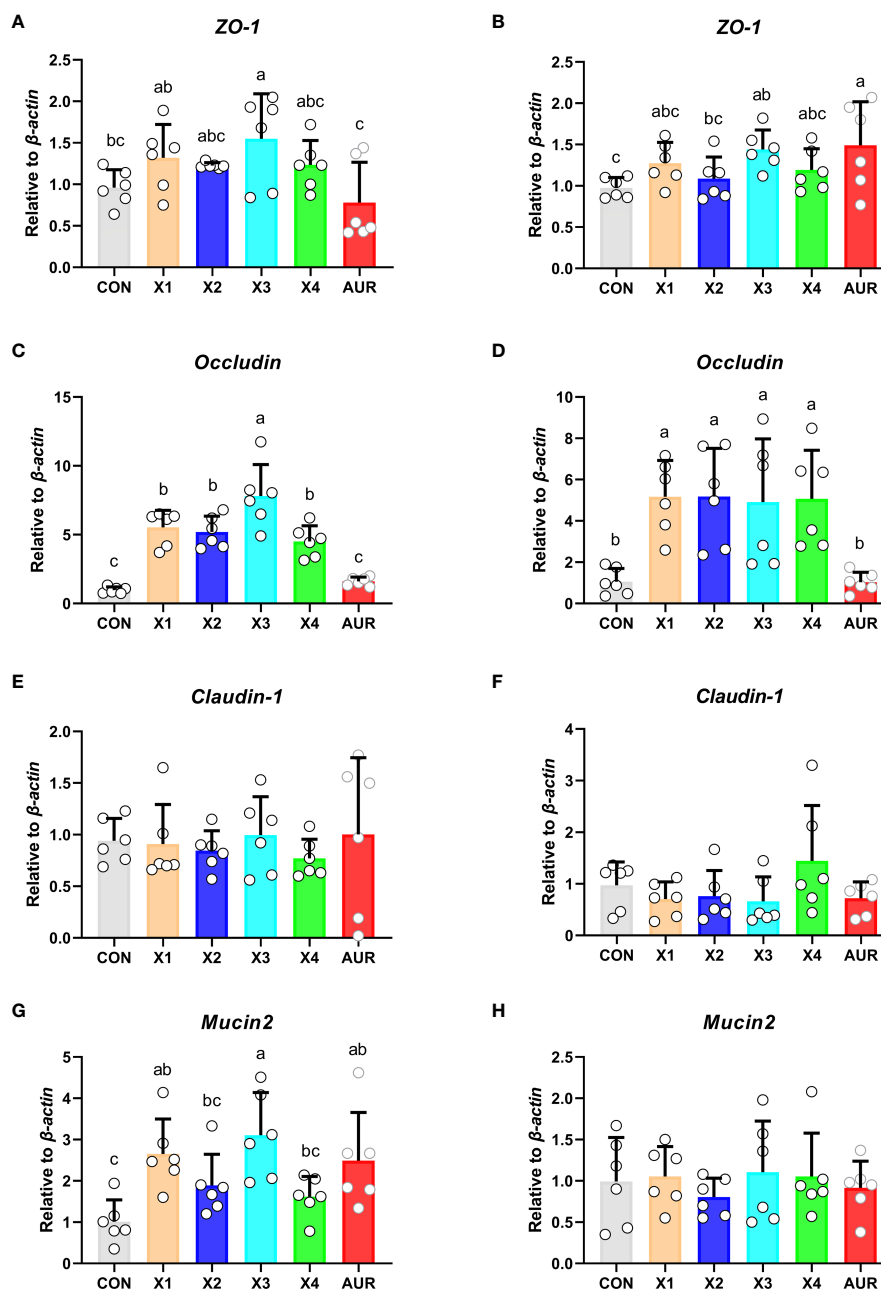 A
ZO-1
Relative to β-actin
2.5
2.0
1.5
1.0
0.5
0.0
bc
ab
abc
a
abc
c
CON X1 X2 X3 X4 AUR
B
ZO-1
Relative to β-actin
2.5
2.0
1.5
1.0
0.5
0.0
c
abc
bc
ab
abc
a
CON X1 X2 X3 X4 AUR
C
Occludin
Relative to β-actin
15
10
5
0
c
b
b
a
b
c
CON X1 X2 X3 X4 AUR
D
Occludin
Relative to β-actin
10
8
6
4
2
0
b
a
a
a
a
b
CON X1 X2 X3 X4 AUR
E
Claudin-1
Relative to β-actin
2.0
1.5
1.0
0.5
0.0
CON X1 X2 X3 X4 AUR
F
Claudin-1
Relative to β-actin
4
3
2
1
0
CON X1 X2 X3 X4 AUR
G
Mucin2
Relative to β-actin
5
4
3
2
1
0
c
ab
bc
a
bc
ab
CON X1 X2 X3 X4 AUR
H
Mucin2
Relative to β-actin
2.5
2.0
1.5
1.0
0.5
0.0
CON X1 X2 X3 X4 AUR